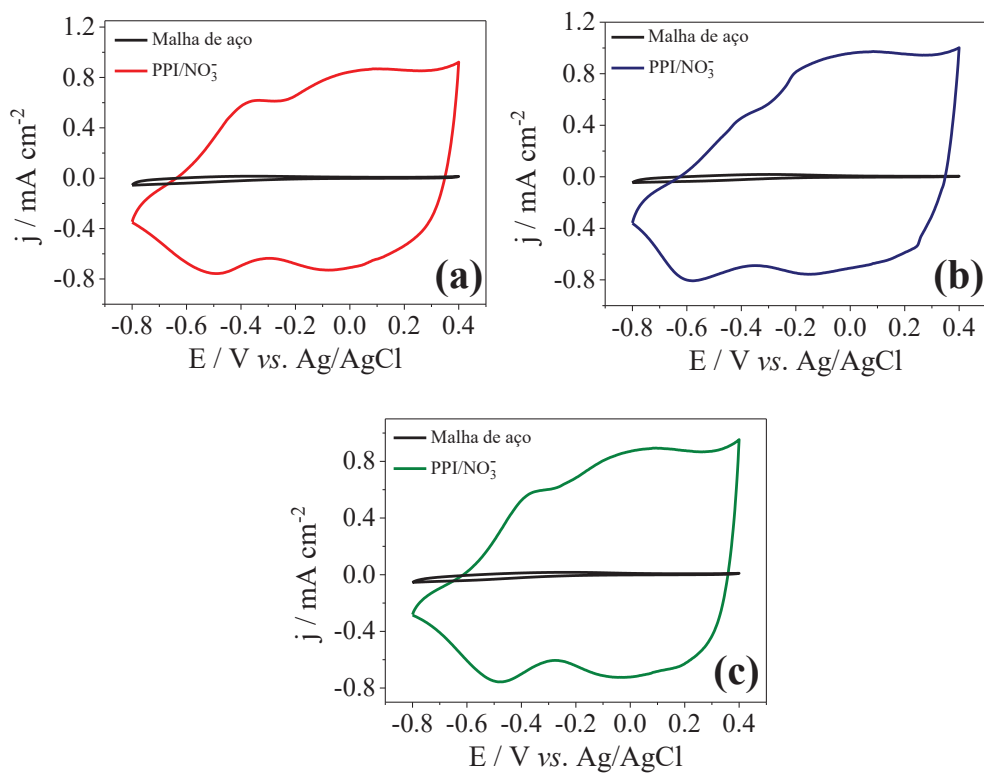 (a)
1.2
0.8
0.4
0.0
-0.4
-0.8
j / mA cm⁻²
Malha de aço
PPI/NO₃⁻
-0.8 -0.6 -0.4 -0.2 0.0 0.2 0.4
E / V vs. Ag/AgCl
(b)
1.2
0.8
0.4
0.0
-0.4
-0.8
j / mA cm⁻²
Malha de aço
PPI/NO₃⁻
-0.8 -0.6 -0.4 -0.2 0.0 0.2 0.4
E / V vs. Ag/AgCl
(c)
0.8
0.4
0.0
-0.4
-0.8
j / mA cm⁻²
Malha de aço
PPI/NO₃⁻
-0.8 -0.6 -0.4 -0.2 0.0 0.2 0.4
E / V vs. Ag/AgCl